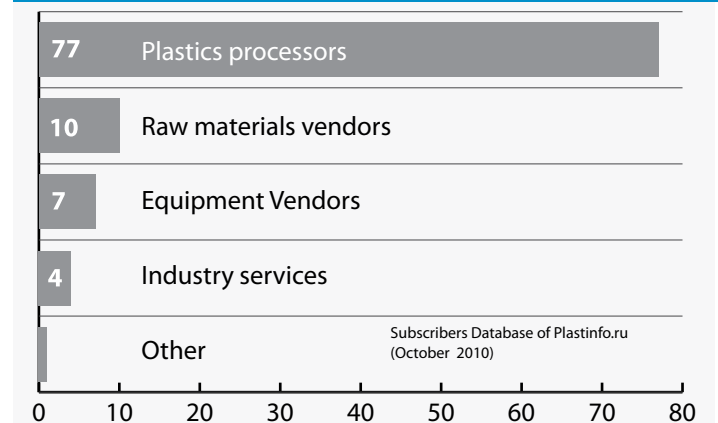 77 Plastics processors
10 Raw materials vendors
7 Equipment Vendors
4 Industry services
Other
Subscribers Database of Plastinfo.ru
(October 2010)
0 10 20 30 40 50 60 70 80